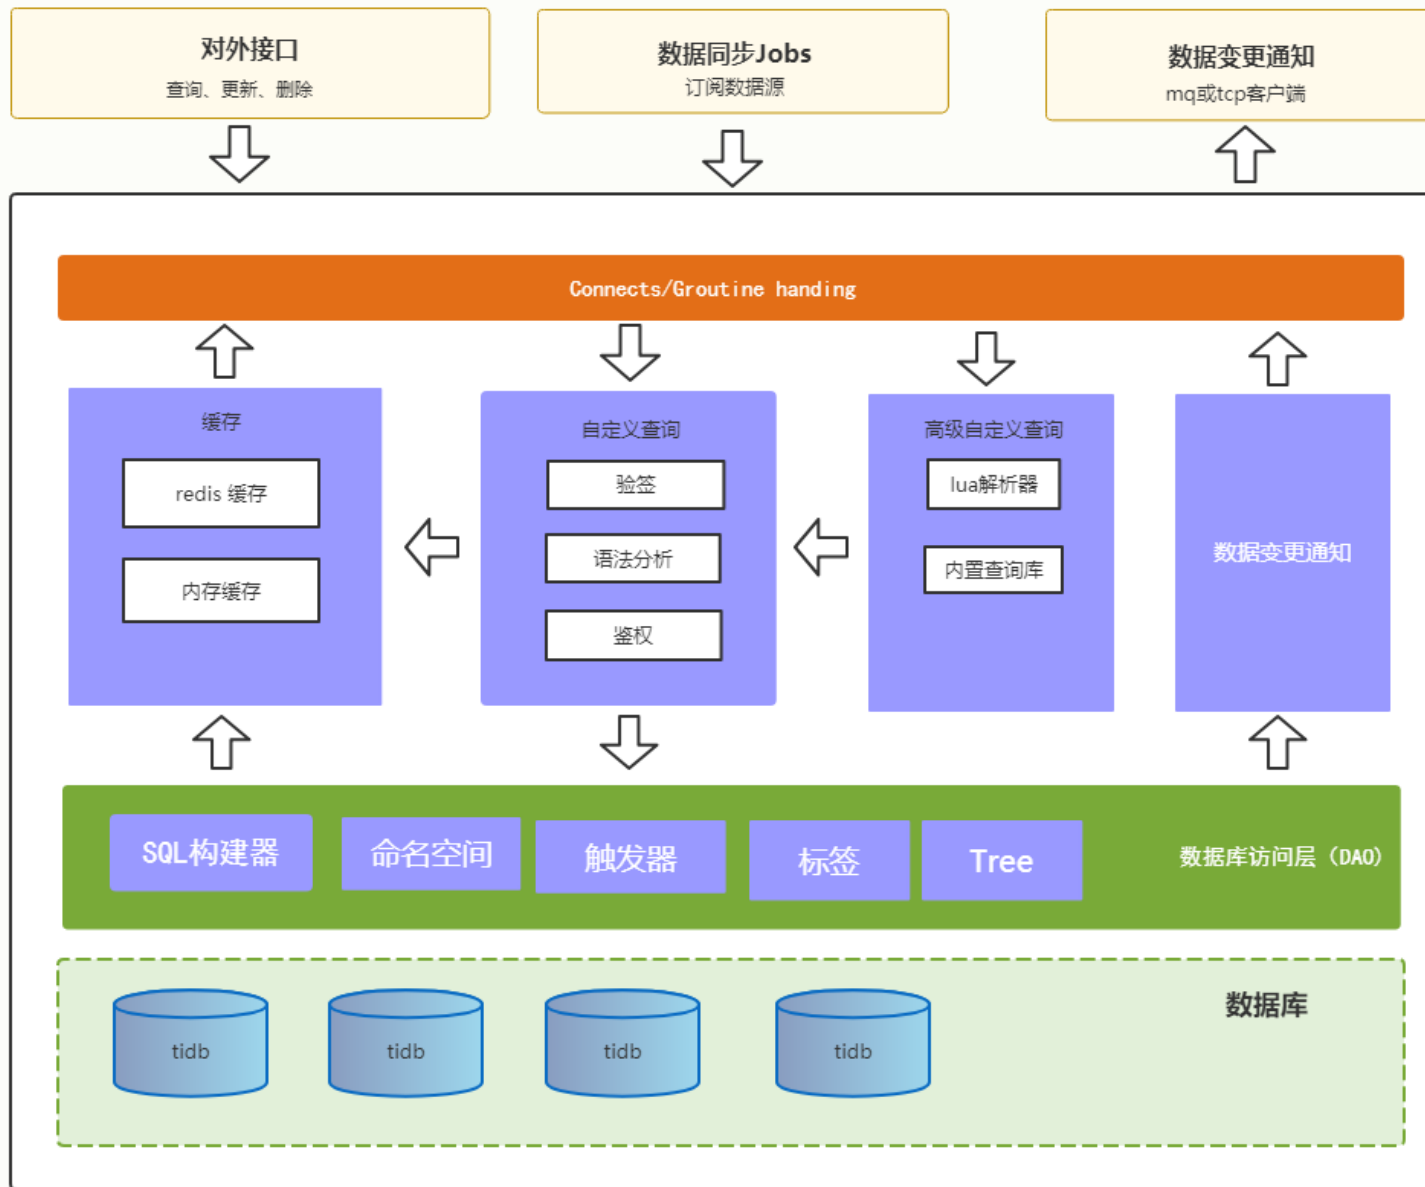 对外接口
查询、更新、删除
数据同步Jobs
订阅数据源
数据变更通知
mq或tcp客户端
Connects/Groutine handing
缓存
redis 缓存
内存缓存
自定义查询
验签
语法分析
鉴权
高级自定义查询
lua解析器
内置查询库
数据变更通知
SQL构建器
命名空间
触发器
标签
Tree
数据库访问层（DAO）
数据库
tidb
tidb
tidb
tidb